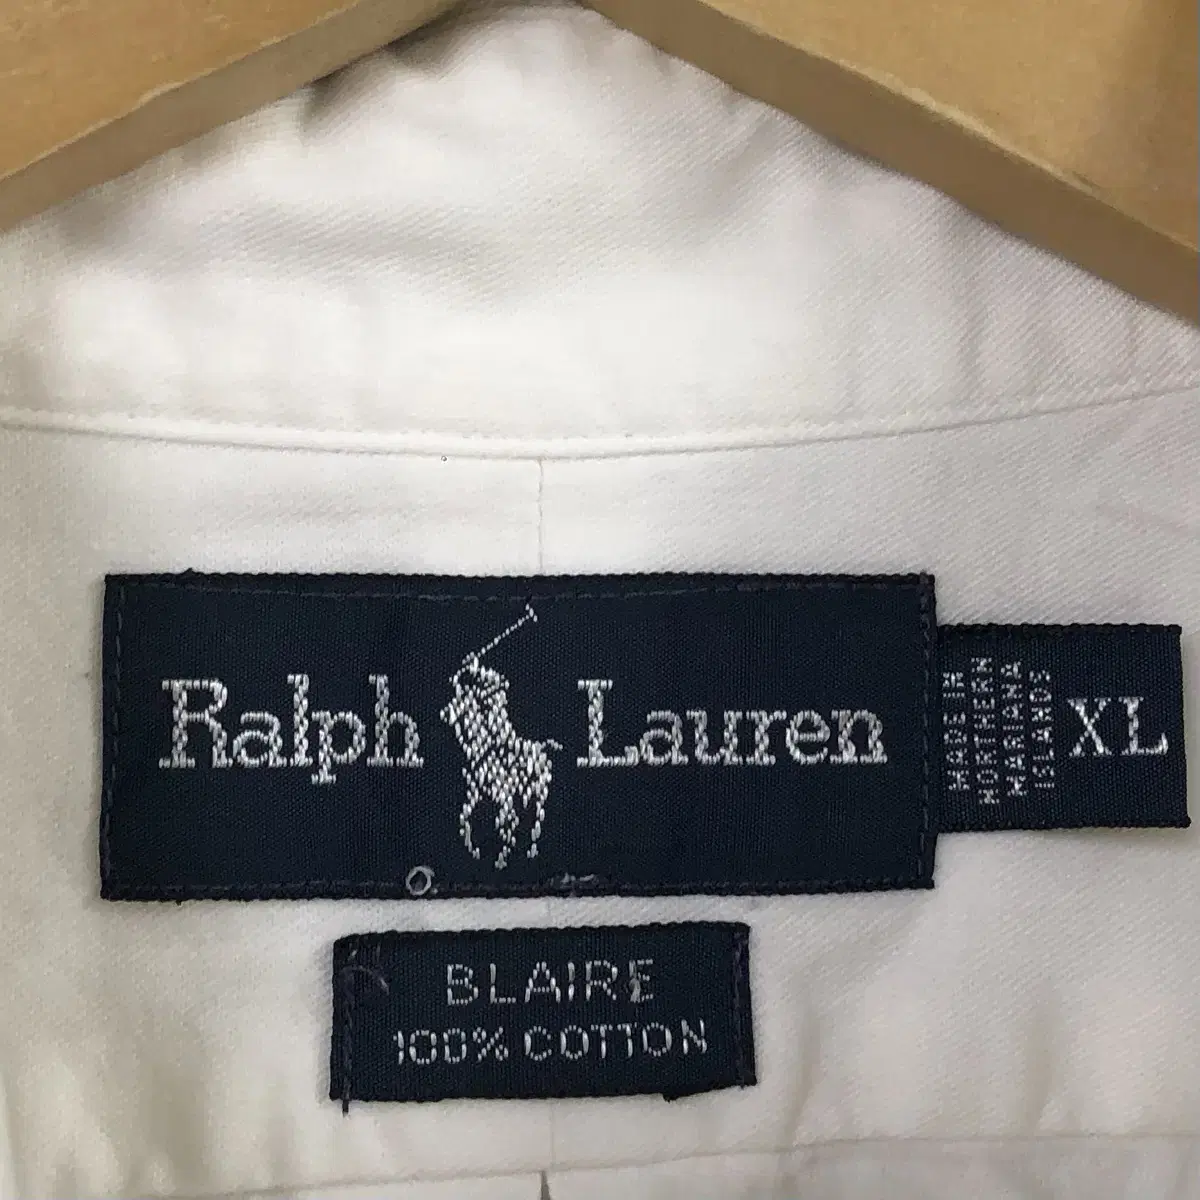 Ralph Lauren
MADE IN
NORTHERN
MARIANA
ISLANDS
XL
BLAIRE
100% COTTON